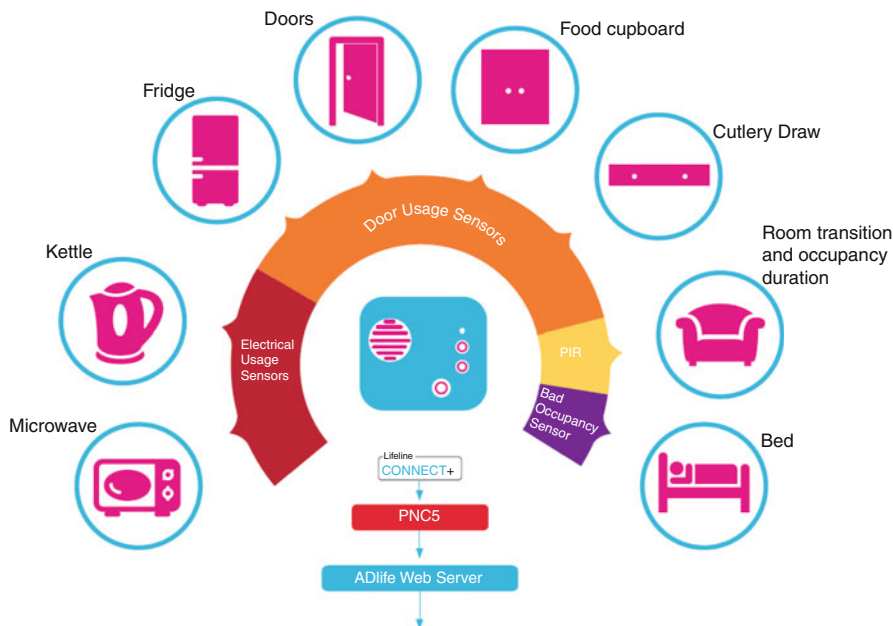 Doors
Food cupboard
Fridge
Cutlery Draw
Door Usage Sensors
Room transition
and occupancy
duration
Kettle
Electrical
Usage
Sensors
PIR
Bad
Occupancy
Sensor
Microwave
Bed
Lifeline
CONNECT+
PNC5
ADlife Web Server